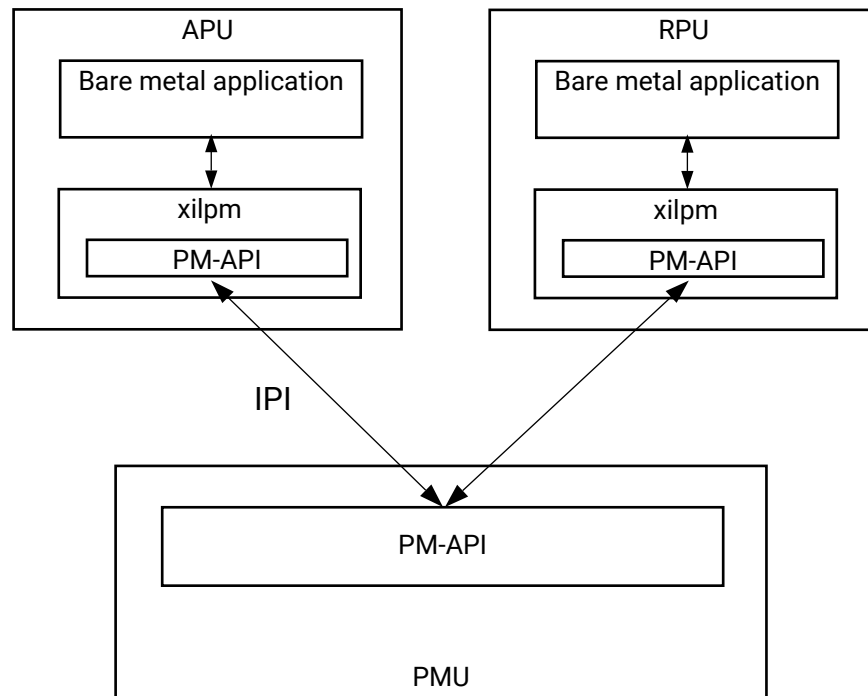 APU
Bare metal application
xilpm
PM-API
RPU
Bare metal application
xilpm
PM-API
IPI
PM-API
PMU